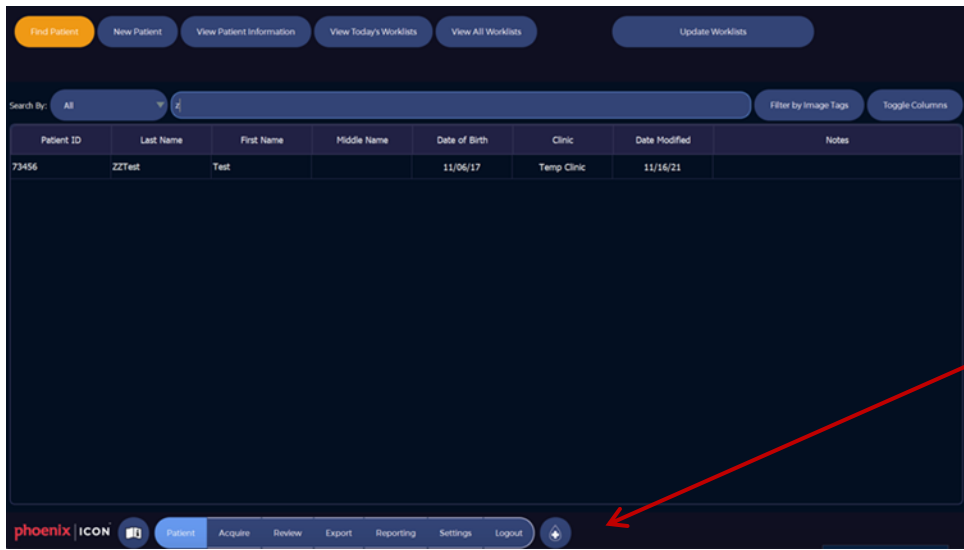 Find Patient New Patient View Patient Information View Today's Worklists View All Worklists Update Worklists
Search By: All z Filter by Image Tags Toggle Columns
Patient ID Last Name First Name Middle Name Date of Birth Clinic Date Modified Notes
73456 ZZTest Test 11/06/17 Temp Clinic 11/16/21
phoenix ICON Patient Acquire Review Export Reporting Settings Logout